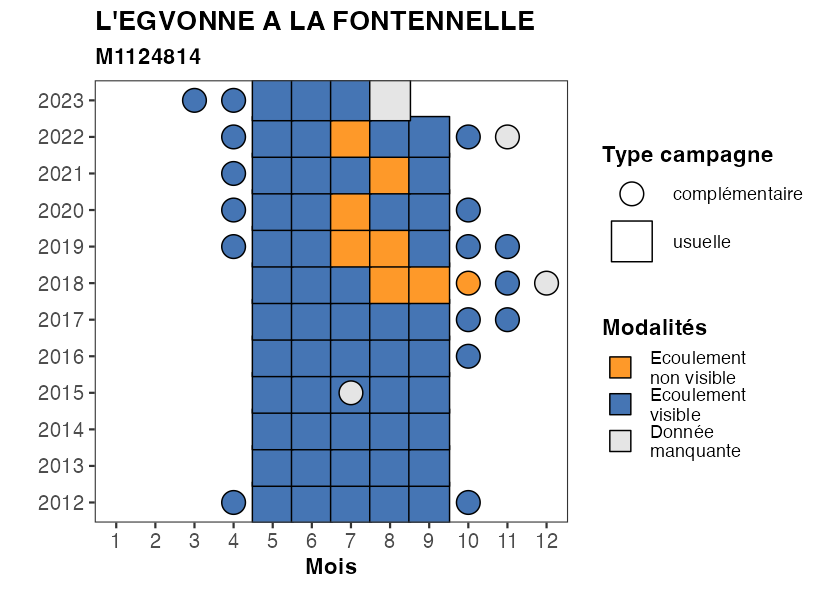 L'EGVONNE A LA FONTENNELLE
M1124814
2023
2022
2021
2020
2019
2018
2017
2016
2015
2014
2013
2012
1 2 3 4 5 6 7 8 9 10 11 12
Mois
Type campagne
complémentaire
usuelle
Modalités
Ecoulement
non visible
Ecoulement
visible
Donnée
manquante